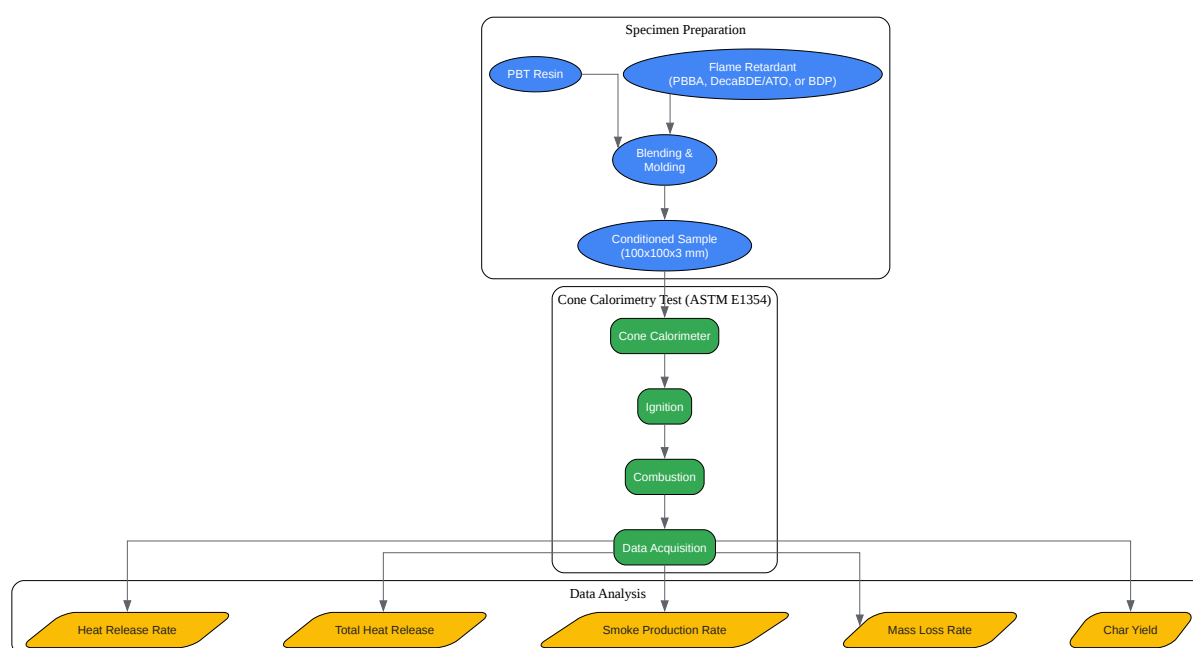 Specimen Preparation
PBT Resin
Flame Retardant
(PBBA, DecaBDE/ATO, or BDP)
Blending &
Molding
Conditioned Sample
(100x100x3 mm)
Cone Calorimetry Test (ASTM E1354)
Cone Calorimeter
Ignition
Combustion
Data Acquisition
Data Analysis
Heat Release Rate
Total Heat Release
Smoke Production Rate
Mass Loss Rate
Char Yield